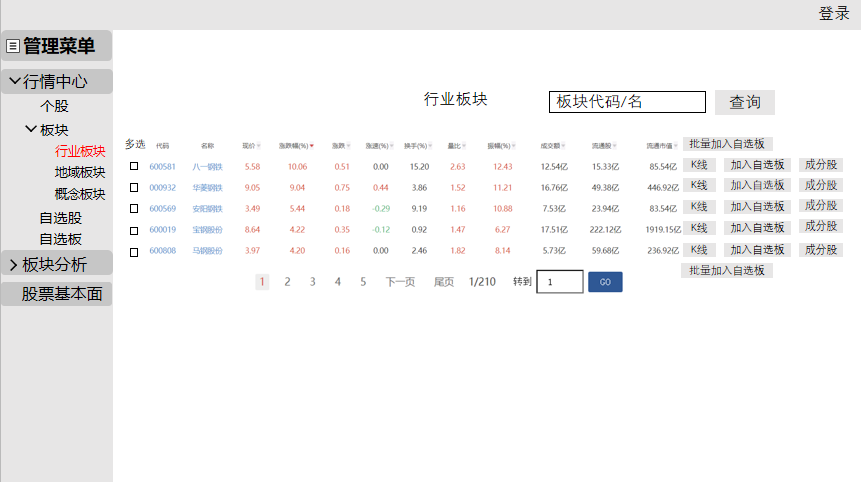 登录
管理菜单
行情中心
个股
板块
行业板块
地域板块
概念板块
自选股
自选板
板块分析
股票基本面
行业板块 板块代码/名 查询
多选 代码 名称 现价 涨跌幅(%) 涨跌 涨速(%) 换手(%) 量比 振幅(%) 成交额 流通股 流通市值 批量加入自选板
600581 八一钢铁 5.58 10.06 0.51 0.00 15.20 2.63 12.43 12.54亿 15.33亿 85.54亿 K线 加入自选板 成分股
000932 华菱钢铁 9.05 9.04 0.75 0.44 3.86 1.52 11.21 16.76亿 49.38亿 446.92亿 K线 加入自选板 成分股
600569 安阳钢铁 3.49 5.44 0.18 -0.29 9.19 1.16 10.88 7.53亿 23.94亿 83.54亿 K线 加入自选板 成分股
600019 宝钢股份 8.64 4.22 0.35 -0.12 0.92 1.47 6.27 17.51亿 222.12亿 1919.15亿 K线 加入自选板 成分股
600808 马钢股份 3.97 4.20 0.16 0.00 2.46 1.82 8.14 5.73亿 59.68亿 236.92亿 K线 加入自选板 成分股
批量加入自选板
1 2 3 4 5 下一页 尾页 1/210 转到 1 GO